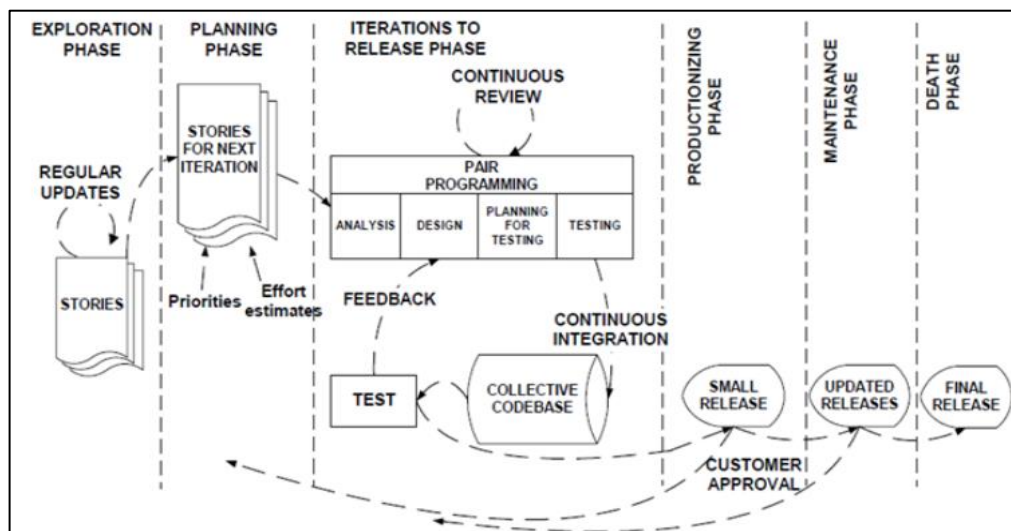 EXPLORATION
PHASE
PLANNING
PHASE
ITERATIONS TO
RELEASE PHASE
PRODUCTIONIZING
PHASE
MAINTENANCE
PHASE
DEATH
PHASE
CONTINUOUS
REVIEW
REGULAR
UPDATES
STORIES
STORIES
FOR NEXT
ITERATION
Priorities
Effort
estimates
PAIR
PROGRAMMING
ANALYSIS
DESIGN
PLANNING
FOR
TESTING
TESTING
FEEDBACK
CONTINUOUS
INTEGRATION
TEST
COLLECTIVE
CODEBASE
SMALL
RELEASE
UPDATED
RELEASES
FINAL
RELEASE
CUSTOMER
APPROVAL